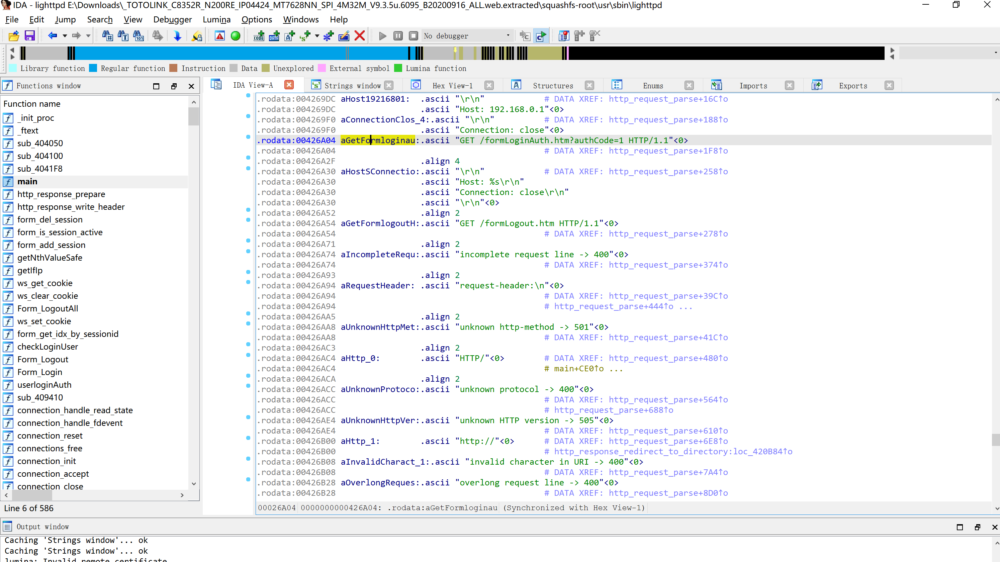 IDA - lighttpd E:\Downloads\_TOTOLINK_C8352R_N200RE_IP04424_MT7628NN_SPI_4M32M_V9.3.5u.6095_B20200916_ALL.web.extracted\squashfs-root\usr\sbin\lighttpd
File Edit Jump Search View Debugger Lumina Options Windows Help
No debugger
Library function Regular function Instruction Data Unexplored External symbol Lumina function
Functions window
IDA View-A Strings window Hex View-1 Structures Enums Imports Exports
Function name
_init_proc
_ftext
sub_404050
sub_404100
sub_4041F8
main
http_response_prepare
http_response_write_header
form_del_session
form_is_session_active
form_add_session
getNthValueSafe
getIfIp
ws_get_cookie
ws_clear_cookie
Form_LogoutAll
ws_set_cookie
form_get_idx_by_sessionid
checkLoginUser
Form_Logout
Form_Login
userloginAuth
sub_409410
connection_handle_read_state
connection_handle_fdevent
connection_reset
connections_free
connection_init
connection_accept
connection_close
Line 6 of 586
.rodata:004269DC aHost19216801: .ascii "\r\n" # DATA XREF: http_request_parse+16C↑o
.rodata:004269DC .ascii "Host: 192.168.0.1"<0>
.rodata:004269F0 aConnectionClos_4:.ascii "\r\n" # DATA XREF: http_request_parse+188↑o
.rodata:004269F0 .ascii "Connection: close"<0>
.rodata:00426A04 aGetFormloginau:.ascii "GET /formLoginAuth.htm?authCode=1 HTTP/1.1"<0>
.rodata:00426A04 # DATA XREF: http_request_parse+1F8↑o
.rodata:00426A2F .align 4
.rodata:00426A30 aHostSConnectio:.ascii "\r\n" # DATA XREF: http_request_parse+258↑o
.rodata:00426A30 .ascii "Host: %s\r\n"
.rodata:00426A30 .ascii "Connection: close\r\n"
.rodata:00426A30 .ascii "\r\n"<0>
.rodata:00426A52 .align 2
.rodata:00426A54 aGetFormlogoutH:.ascii "GET /formLogout.htm HTTP/1.1"<0>
.rodata:00426A54 # DATA XREF: http_request_parse+278↑o
.rodata:00426A71 .align 2
.rodata:00426A74 aIncompleteRequ:.ascii "incomplete request line -> 400"<0>
.rodata:00426A74 # DATA XREF: http_request_parse+374↑o
.rodata:00426A93 .align 2
.rodata:00426A94 aRequestHeader: .ascii "request-header:\n"<0>
.rodata:00426A94 # DATA XREF: http_request_parse+39C↑o
.rodata:00426A94 # http_request_parse+444↑o ...
.rodata:00426AA5 .align 2
.rodata:00426AA8 aUnknownHttpMet:.ascii "unknown http-method -> 501"<0>
.rodata:00426AA8 # DATA XREF: http_request_parse+41C↑o
.rodata:00426AC3 .align 2
.rodata:00426AC4 aHttp_0: .ascii "HTTP/"<0> # DATA XREF: http_request_parse+480↑o
.rodata:00426AC4 # main+CE0↑o ...
.rodata:00426ACA .align 2
.rodata:00426ACC aUnknownProtoco:.ascii "unknown protocol -> 400"<0>
.rodata:00426ACC # DATA XREF: http_request_parse+564↑o
.rodata:00426ACC # http_request_parse+688↑o
.rodata:00426AE4 aUnknownHttpVer:.ascii "unknown HTTP version -> 505"<0>
.rodata:00426AE4 # DATA XREF: http_request_parse+610↑o
.rodata:00426B00 aHttp_1: .ascii "http://"<0> # DATA XREF: http_request_parse+6E8↑o
.rodata:00426B00 # http_response_redirect_to_directory:loc_420B84↑o
.rodata:00426B08 aInvalidCharact_1:.ascii "invalid character in URI -> 400"<0>
.rodata:00426B08 # DATA XREF: http_request_parse+7A4↑o
.rodata:00426B28 aOverlongReques:.ascii "overlong request line -> 400"<0>
.rodata:00426B28 # DATA XREF: http_request_parse+8D0↑o
00026A04 0000000000426A04: .rodata:aGetFormloginau (Synchronized with Hex View-1)
Output window
Caching 'Strings window'... ok
Caching 'Strings window'... ok
lumina: Invalid remote certificate